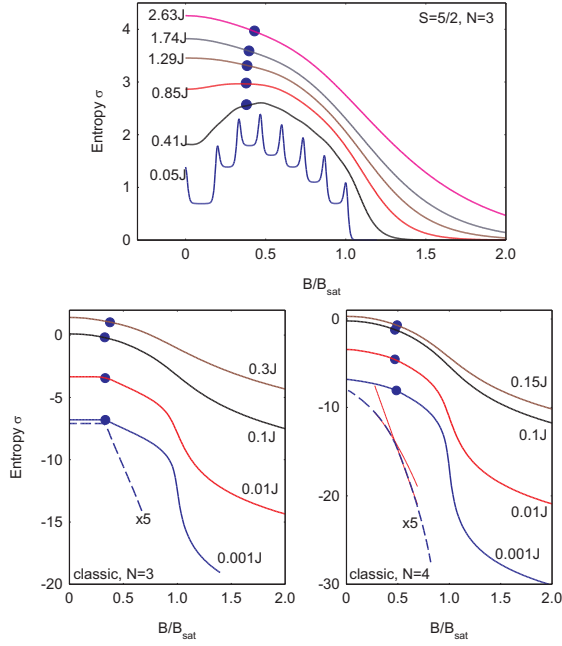 S=5/2, N=3
Entropy σ
4
3
2
1
0
2.63J
1.74J
1.29J
0.85J
0.41J
0.05J
0
0.5
1.0
1.5
2.0
B/Bsat
Entropy σ
0
-5
-10
-15
-20
0.3J
0.1J
0.01J
x5
0.001J
classic, N=3
0
0.5
1.0
1.5
2.0
B/Bsat
0
-10
-20
-30
0.15J
0.1J
0.01J
x5
0.001J
classic, N=4
0.0
0.5
1.0
1.5
2.0
B/Bsat